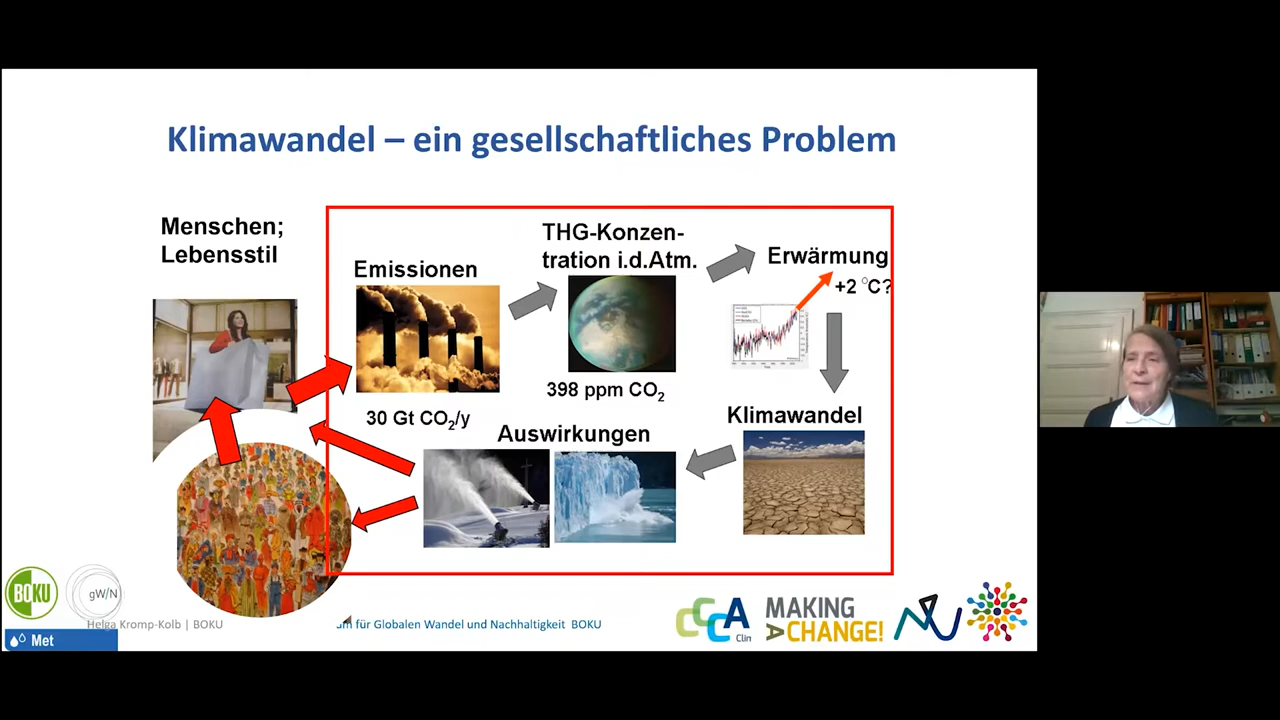 Klimawandel – ein gesellschaftliches Problem
Menschen;
Lebensstil
Emissionen
30 Gt CO₂/y
THG-Konzen-
tration i.d.Atm.
398 ppm CO₂
Erwärmung
+2 °C?
Klimawandel
Auswirkungen
BOKU
gW/N
Helga Kromp-Kolb | BOKU
für Globalen Wandel und Nachhaltigkeit BOKU
Met
CCCA
Clin
MAKING
A CHANGE!